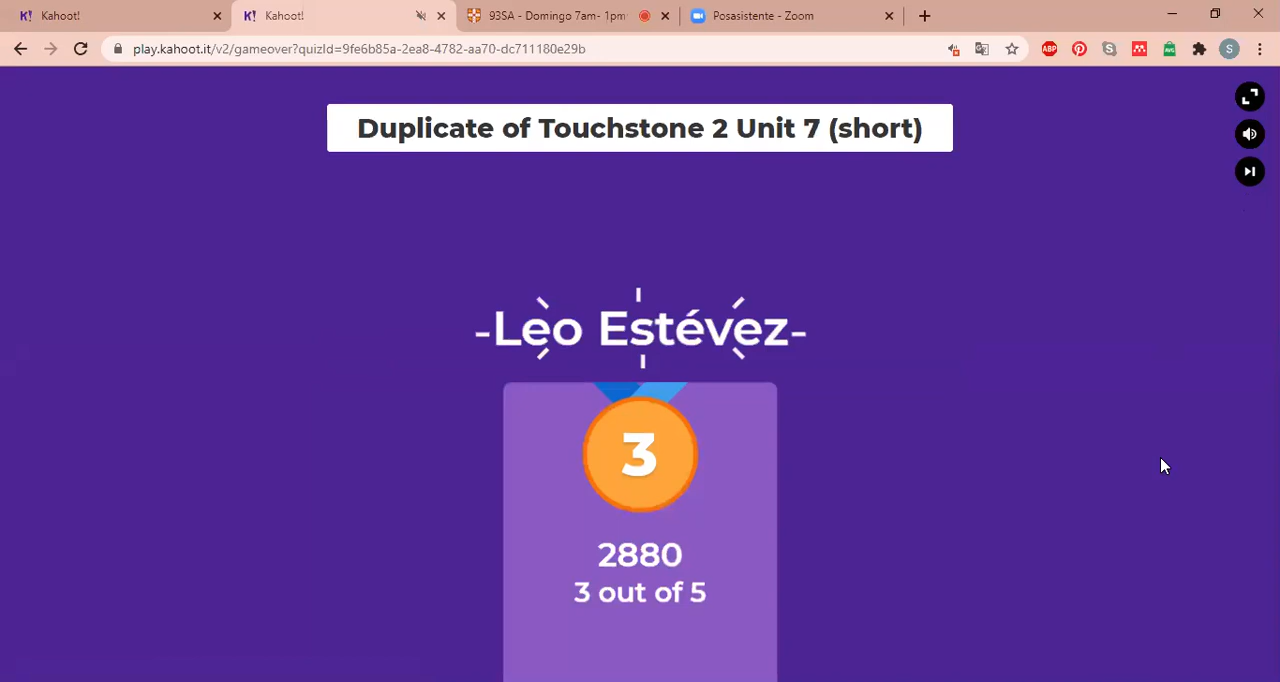 Kahoot!
Kahoot!
93SA - Domingo 7am- 1pm
Posasistente - Zoom
play.kahoot.it/v2/gameover?quizId=9fe6b85a-2ea8-4782-aa70-dc711180e29b
ABP
S
Duplicate of Touchstone 2 Unit 7 (short)
Leo Estévez
3
2880
3 out of 5